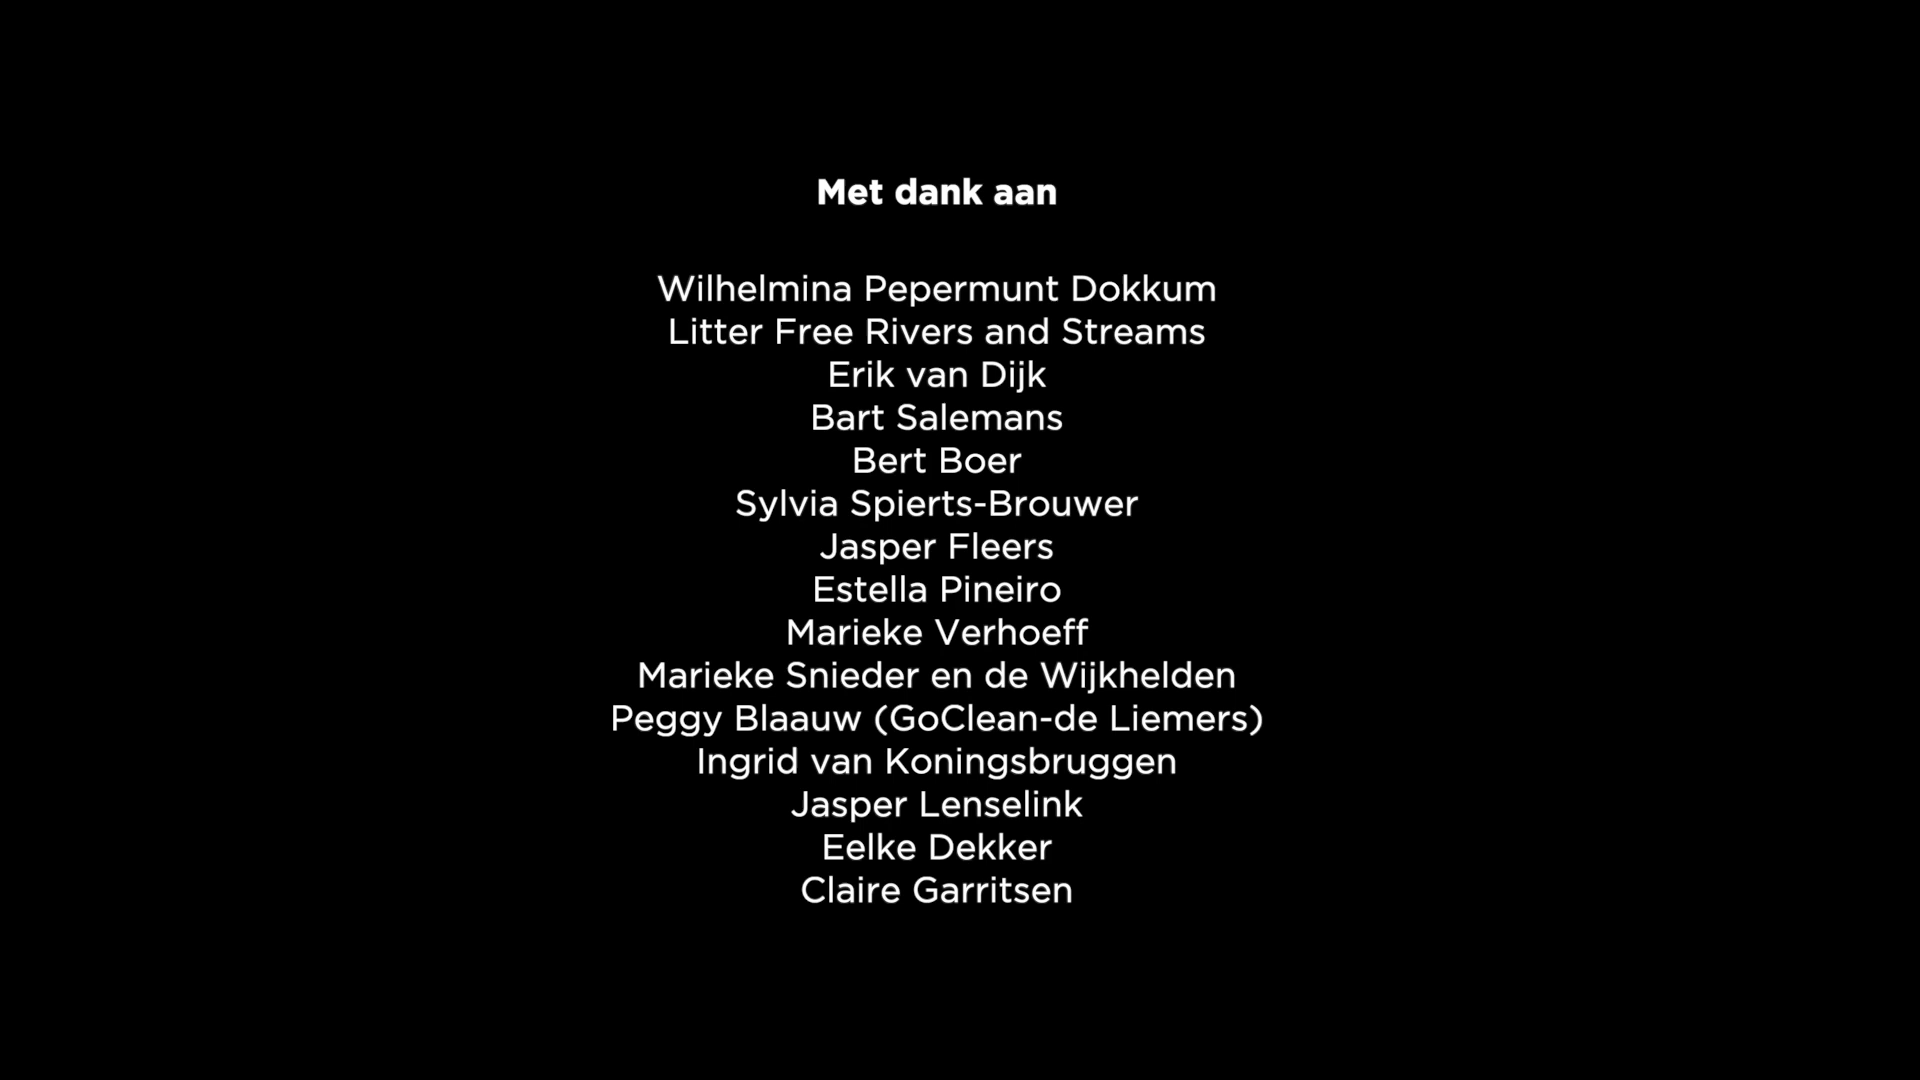 Met dank aan
Wilhelmina Pepermunt Dokkum
Litter Free Rivers and Streams
Erik van Dijk
Bart Salemans
Bert Boer
Sylvia Spierts-Brouwer
Jasper Fleers
Estella Pineiro
Marieke Verhoeff
Marieke Snieder en de Wijkhelden
Peggy Blaauw (GoClean-de Liemers)
Ingrid van Koningsbruggen
Jasper Lenselink
Eelke Dekker
Claire Garritsen